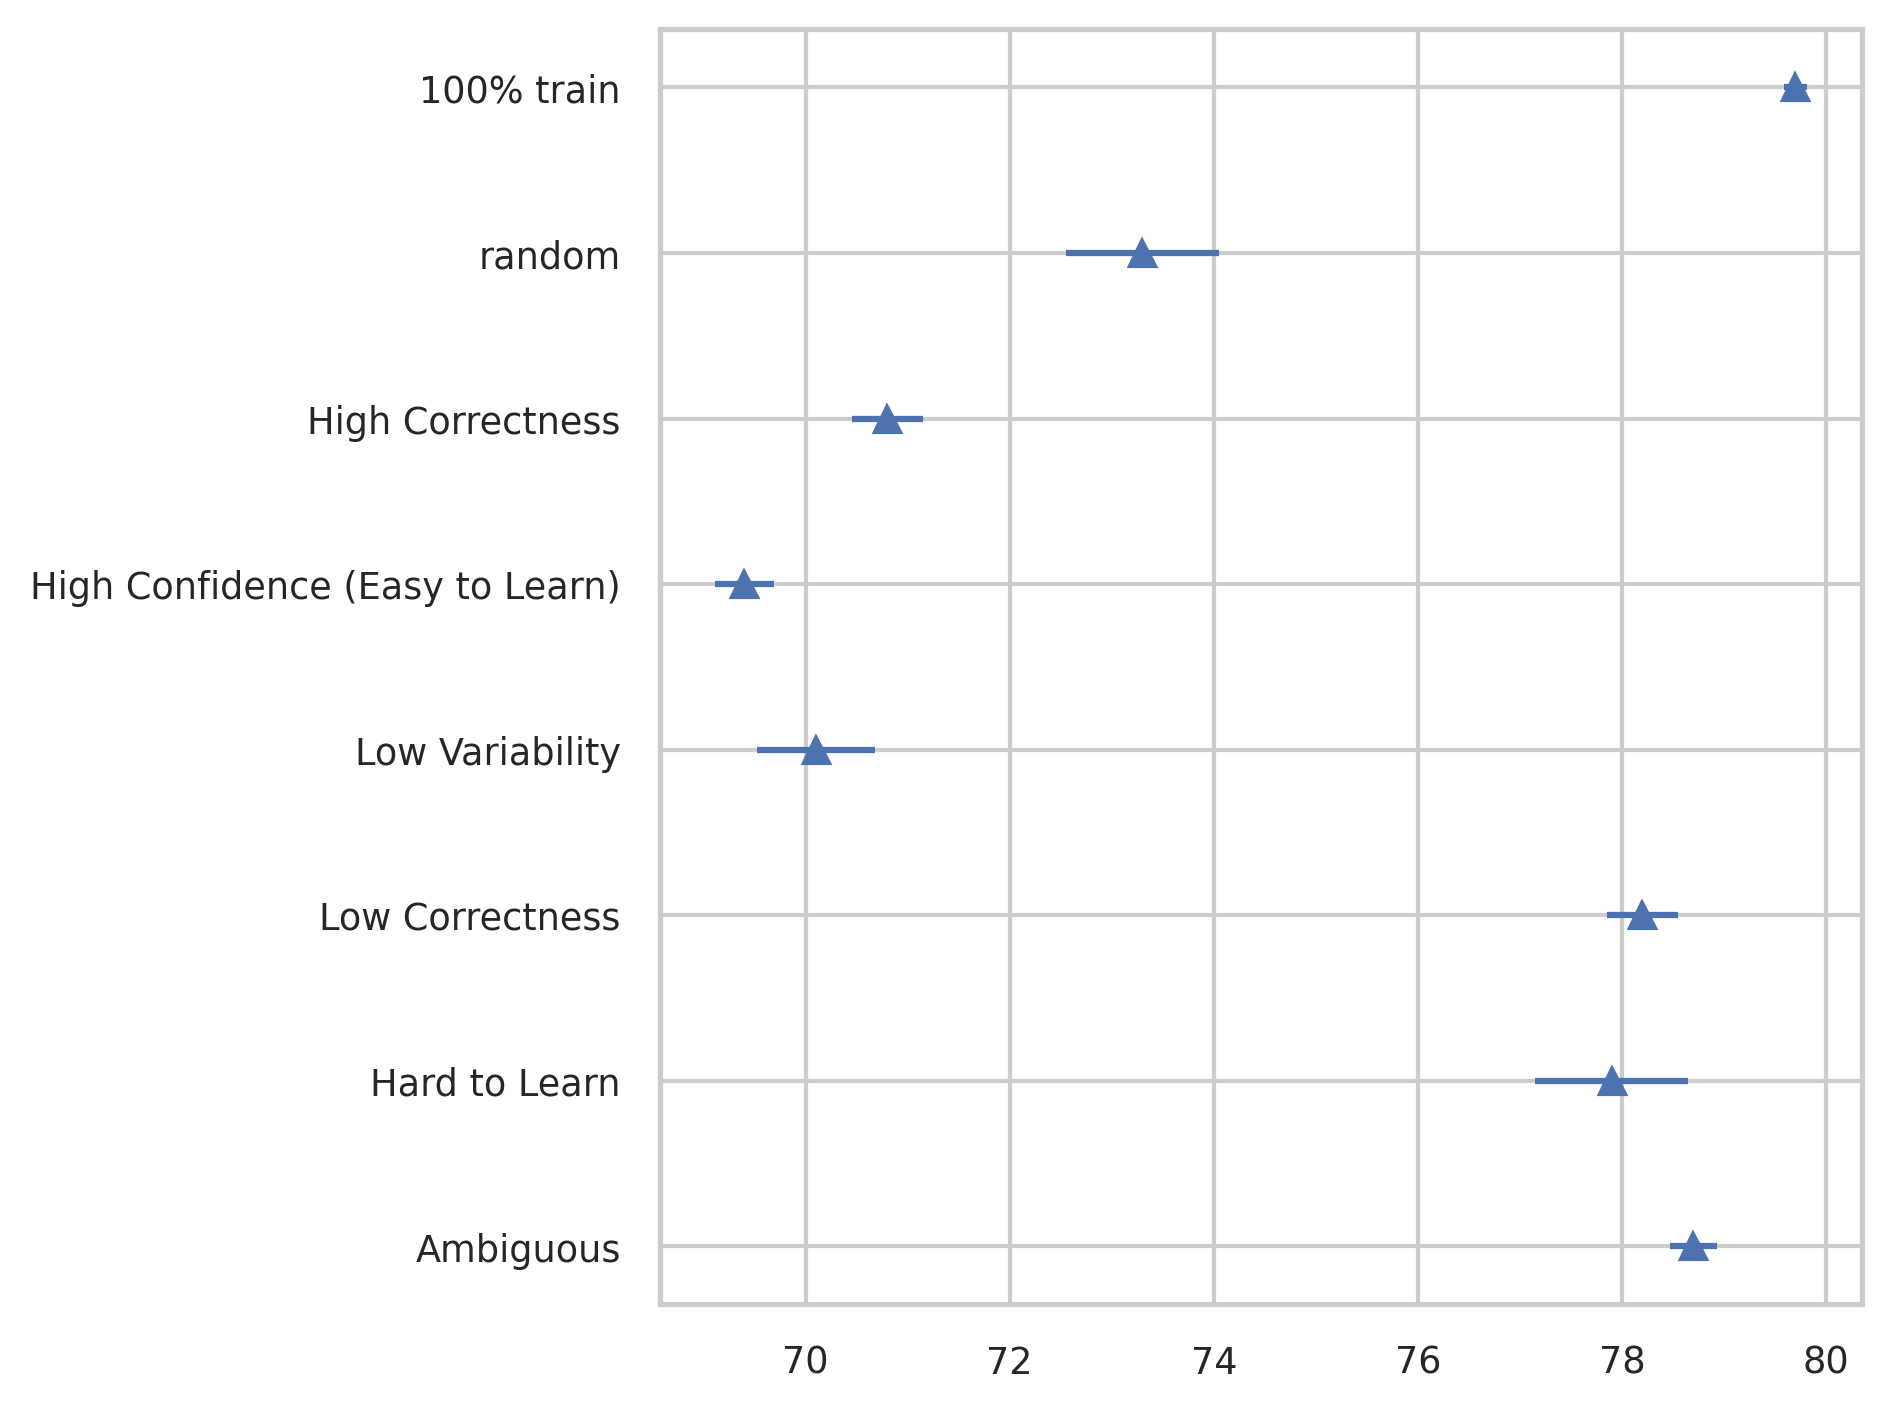 100% train
random
High Correctness
High Confidence (Easy to Learn)
Low Variability
Low Correctness
Hard to Learn
Ambiguous
70 72 74 76 78 80